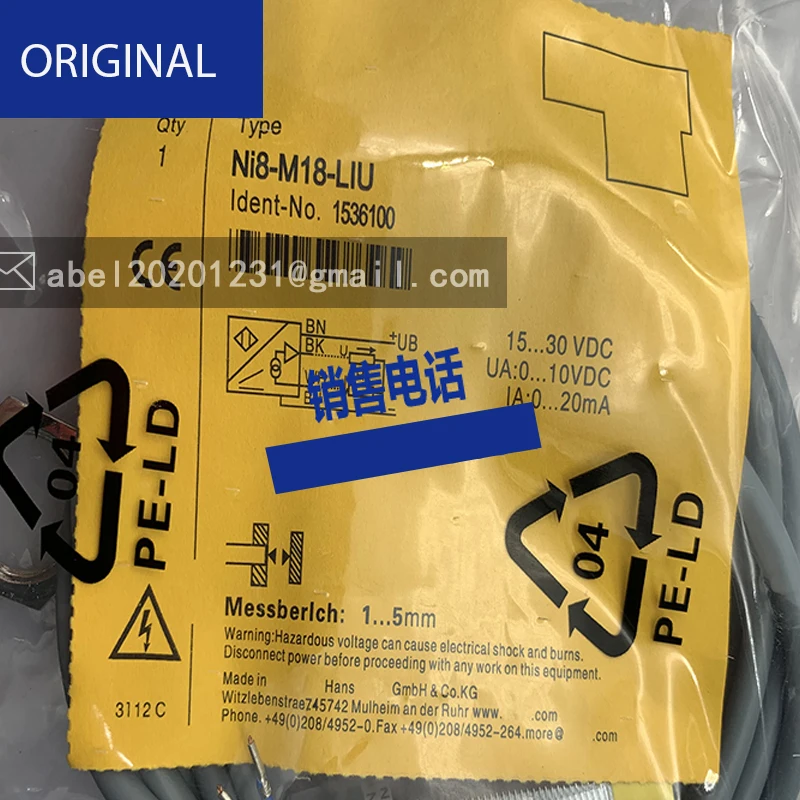 ORIGINAL
Qty Type
1 Ni8-M18-LIU
Ident-No. 1536100
CE
abel20201231@gmail.com
BN
+UB
BK
15...30 VDC
UA:0...10VDC
IA:0...20mA
销售电话
04
PE-LD
04
PE-LD
Messberlch: 1...5mm
Warning:Hazardous voltage can cause electrical shock and burns.
Disconnect power before proceeding with any work on this equipment.
Made in Hans GmbH & Co.KG
Witzlebenstrae74 45742 Mulheim an der Ruhr www. .com
Phone. +49(0)208/4952-0.Fax +49(0)208/4952-264.more@ .com
3112 C